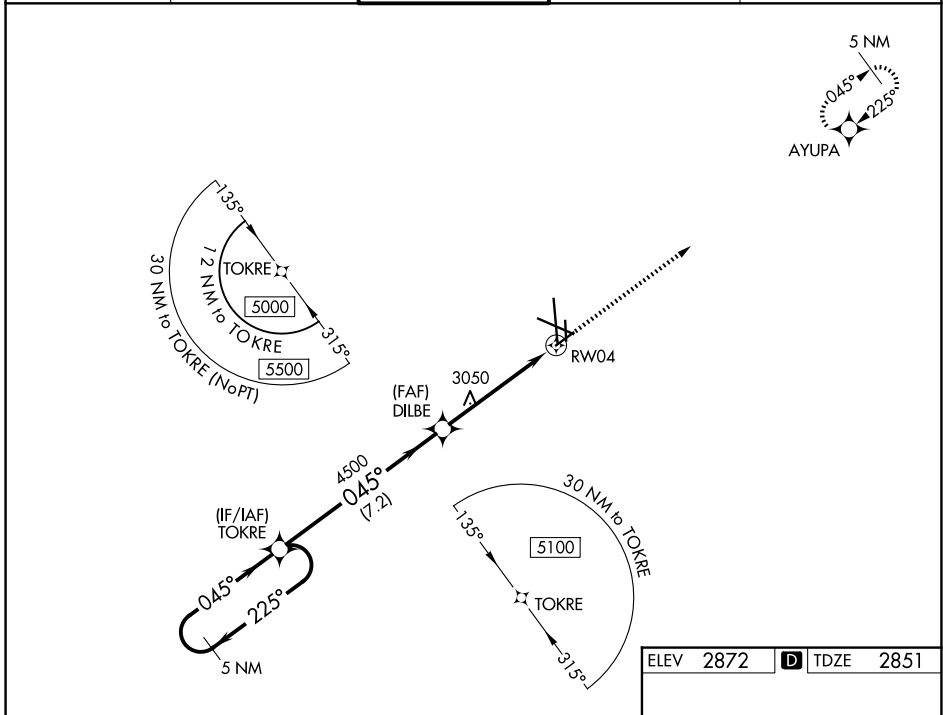 5 NM
045°
225°
AYUPA
135°
TOKRE
5000
12 NM to TOKRE
315°
5500
30 NM to TOKRE (NoPT)
RW04
3050
(FAF)
DILBE
4500
045°
(7.2)
(IF/IAF)
TOKRE
045°
225°
5 NM
30 NM to TOKRE
135°
5100
TOKRE
315°
ELEV 2872 D TDZE 2851